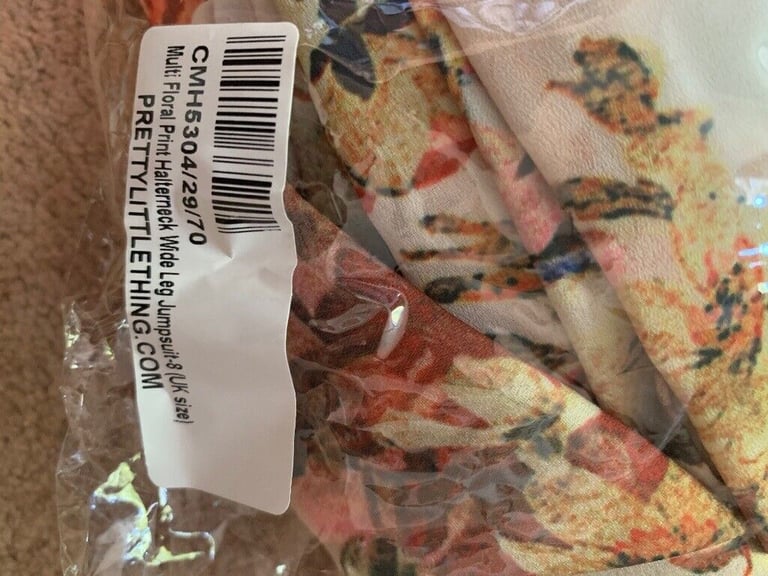 CMH5304/29/70
Multi Floral Print Halterneck Wide Leg Jumpsuit-8 (UK size)
PRETTYLITTLETHING.COM